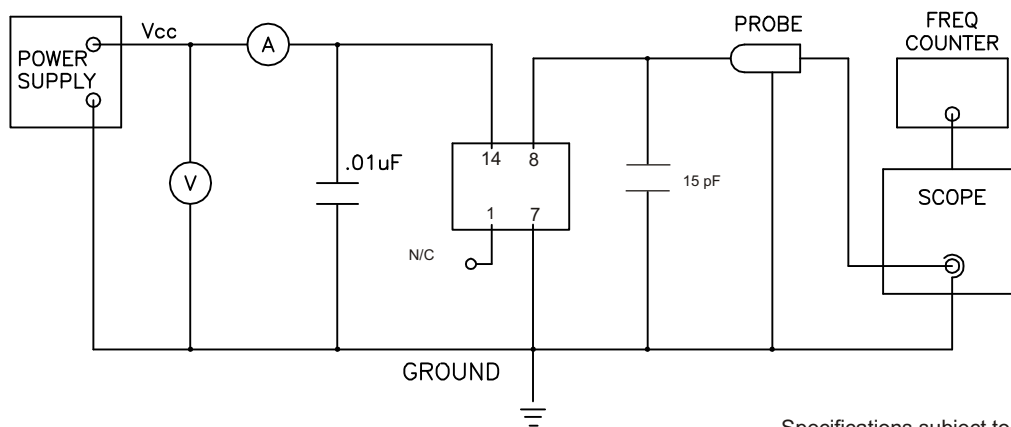 POWER
SUPPLY
Vcc
A
V
.01uF
14 8
1 7
N/C
15 pF
PROBE
FREQ
COUNTER
SCOPE
GROUND
Specifications subject to